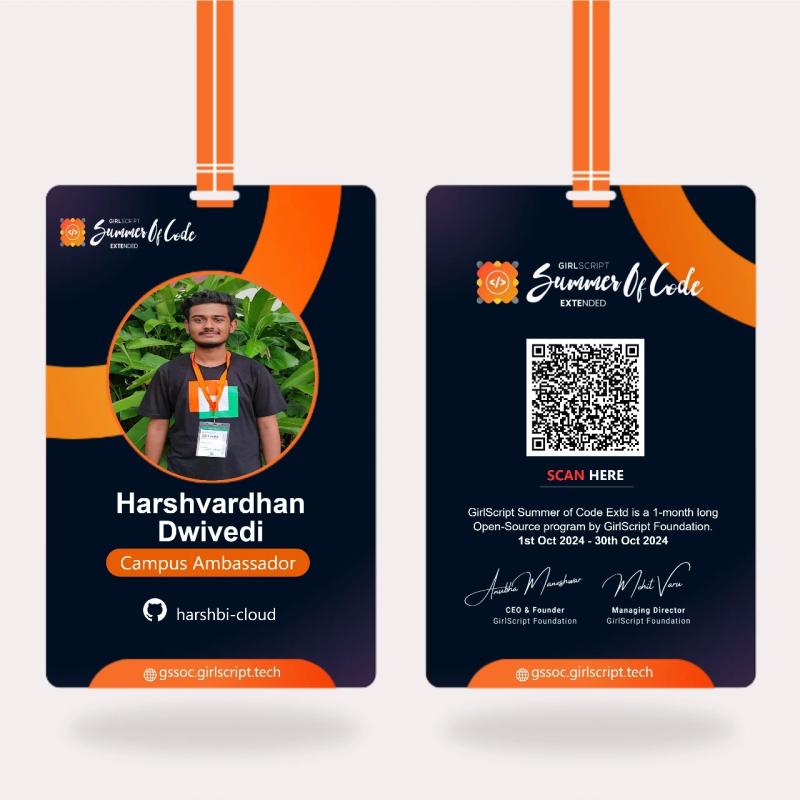 GIRLSCRIPT
Summer Of Code
EXTENDED
Harshvardhan
Dwivedi
Campus Ambassador
harshbi-cloud
gssoc.girlscript.tech
GIRLSCRIPT
Summer Of Code
EXTENDED
SCAN HERE
GirlScript Summer of Code Extd is a 1-month long
Open-Source program by GirlScript Foundation.
1st Oct 2024 - 30th Oct 2024
Anubha Maneshwar
Mohit Varu
CEO & Founder
Managing Director
GirlScript Foundation
GirlScript Foundation
gssoc.girlscript.tech